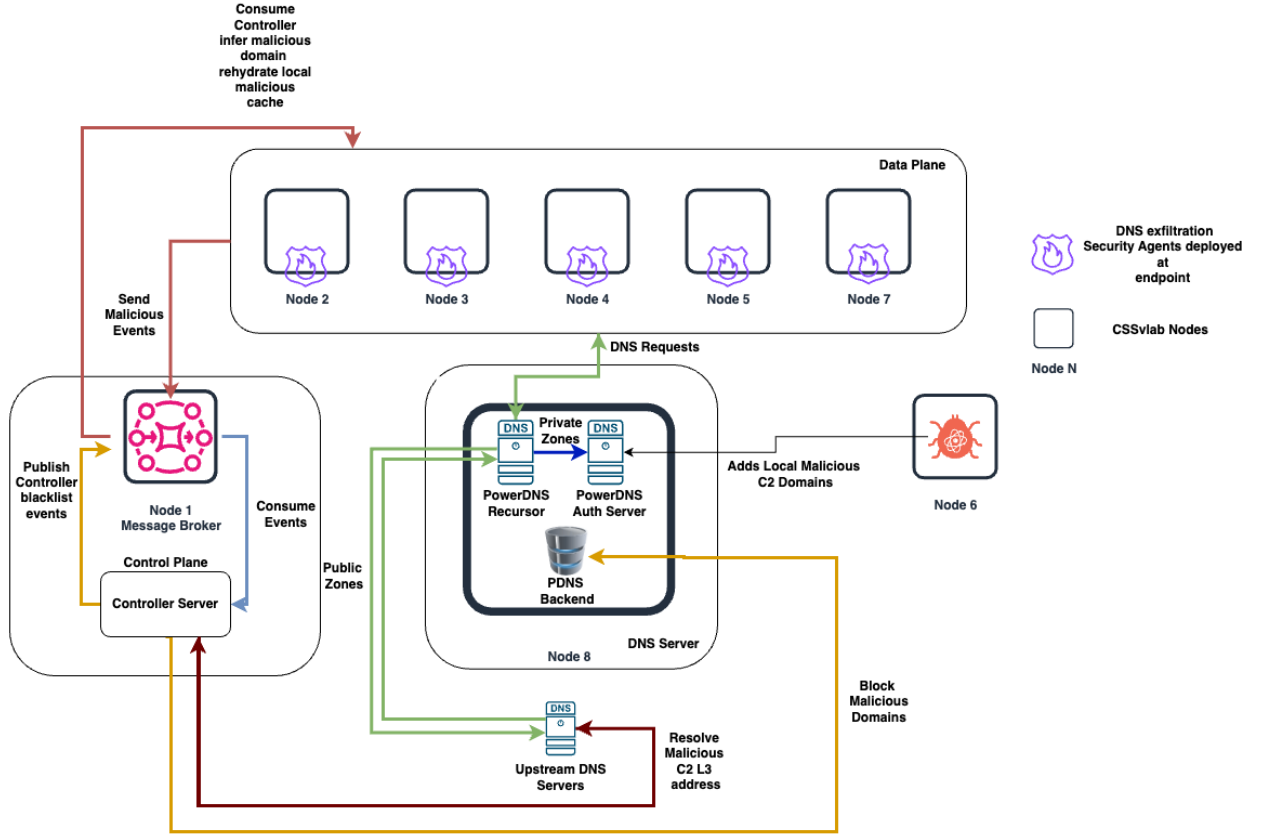 Consume
Controller
infer malicious
domain
rehydrate local
malicious
cache
Data Plane
Node 2
Node 3
Node 4
Node 5
Node 7
DNS exfiltration
Security Agents deployed
at
endpoint
CSSvlab Nodes
Node N
Send
Malicious
Events
DNS Requests
Publish
Controller
blacklist
events
Node 1
Message Broker
Consume
Events
Control Plane
Controller Server
Public
Zones
DNS
Private
Zones
DNS
PowerDNS
Recursor
PowerDNS
Auth Server
PDNS
Backend
DNS Server
Node 8
Adds Local Malicious
C2 Domains
Node 6
DNS
Upstream DNS
Servers
Resolve
Malicious
C2 L3
address
Block
Malicious
Domains